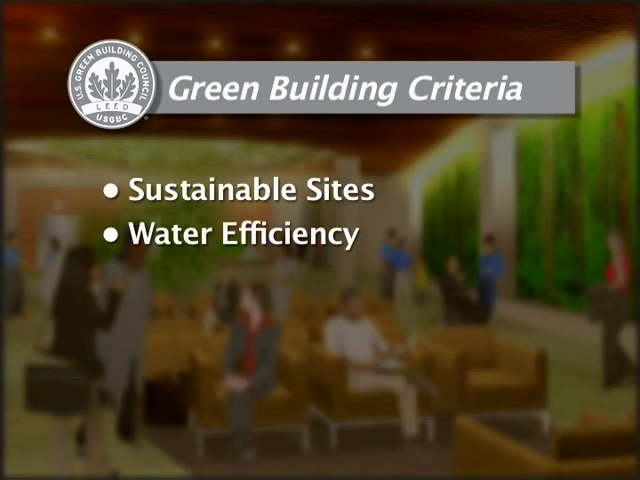 U.S. GREEN BUILDING COUNCIL
LEED
USGBC
Green Building Criteria
• Sustainable Sites
• Water Efficiency